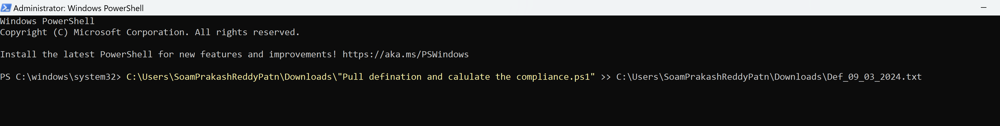 Administrator: Windows PowerShell
Windows PowerShell
Copyright (C) Microsoft Corporation. All rights reserved.
Install the latest PowerShell for new features and improvements! https://aka.ms/PSWindows
PS C:\windows\system32> C:\Users\SoamPrakashReddyPatn\Downloads\"Pull defination and calulate the compliance.ps1" >> C:\Users\SoamPrakashReddyPatn\Downloads\Def_09_03_2024.txt